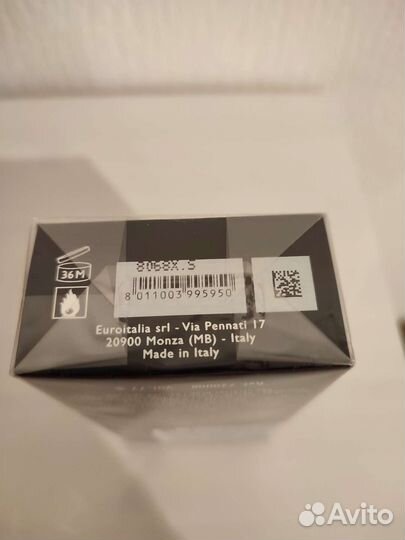 8068X.S
36M
8 011003 995950
Euroitalia srl - Via Pennati 17
20900 Monza (MB) - Italy
Made in Italy
Avito